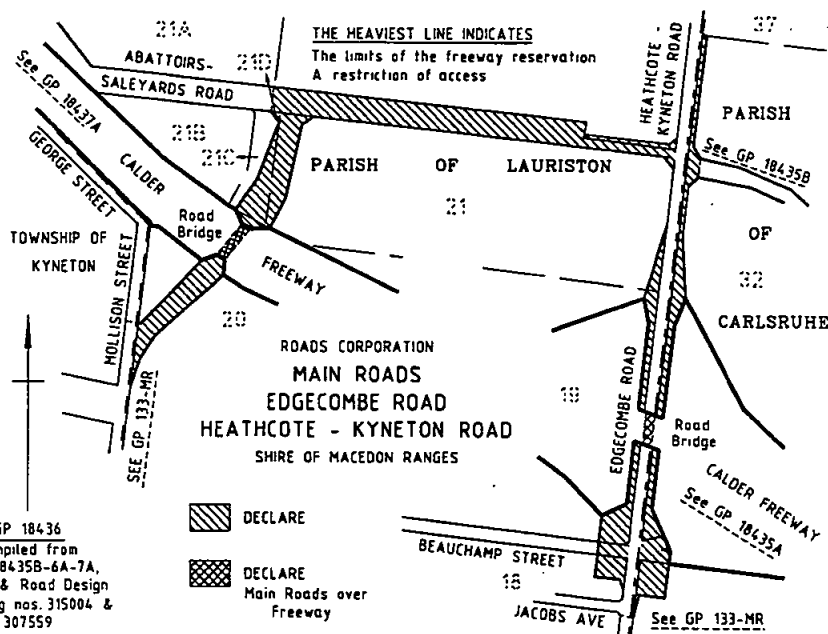 21A
THE HEAVIEST LINE INDICATES
The limits of the freeway reservation
A restriction of access
ABATTOIRS-
SALEYARDS ROAD
21D
HEATHCOTE -
KYNETON ROAD
37
See GP 18437A
21B
21C
CALDER
GEORGE STREET
PARISH OF LAURISTON
21
PARISH
See GP 18435B
OF
32
CARLSRUHE
Road
Bridge
TOWNSHIP OF
KYNETON
MOLLISON STREET
FREEWAY
20
ROADS CORPORATION
MAIN ROADS
EDGECOMBE ROAD
HEATHCOTE - KYNETON ROAD
SHIRE OF MACEDON RANGES
19
EDGECOMBE ROAD
Road
Bridge
CALDER FREEWAY
See GP 18435A
SEE GP 133-MR
DECLARE
DECLARE
Main Roads over
Freeway
BEAUCHAMP STREET
18
JACOBS AVE
See GP 133-MR
GP 18436
mpiled from
8435B-6A-7A,
& Road Design
g nos. 315004 &
307559